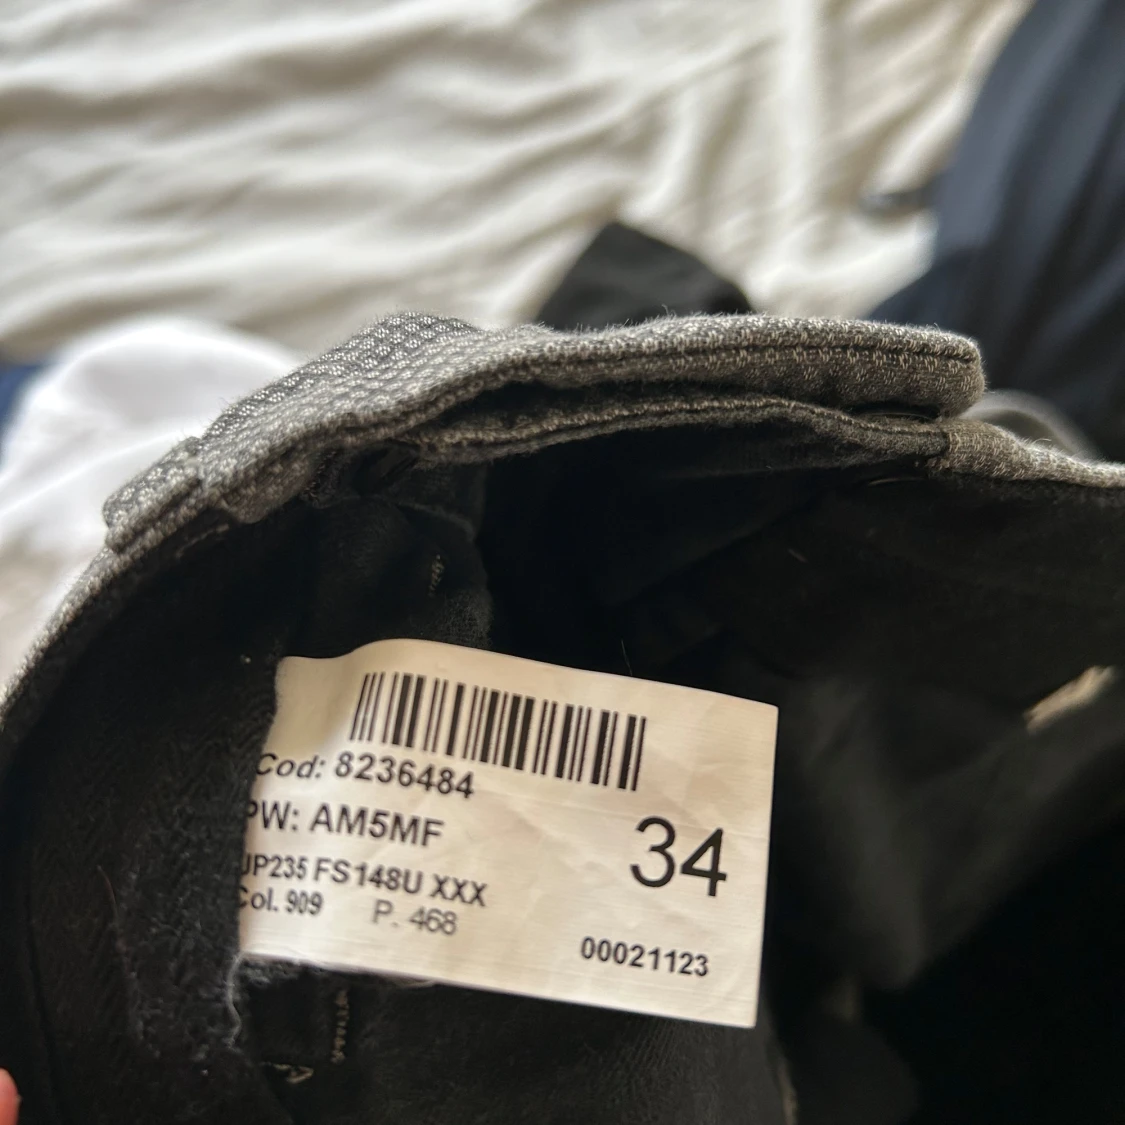 Cod: 8236484
PW: AM5MF
34
UP235 FS148U XXX
Col. 909 P. 468
00021123